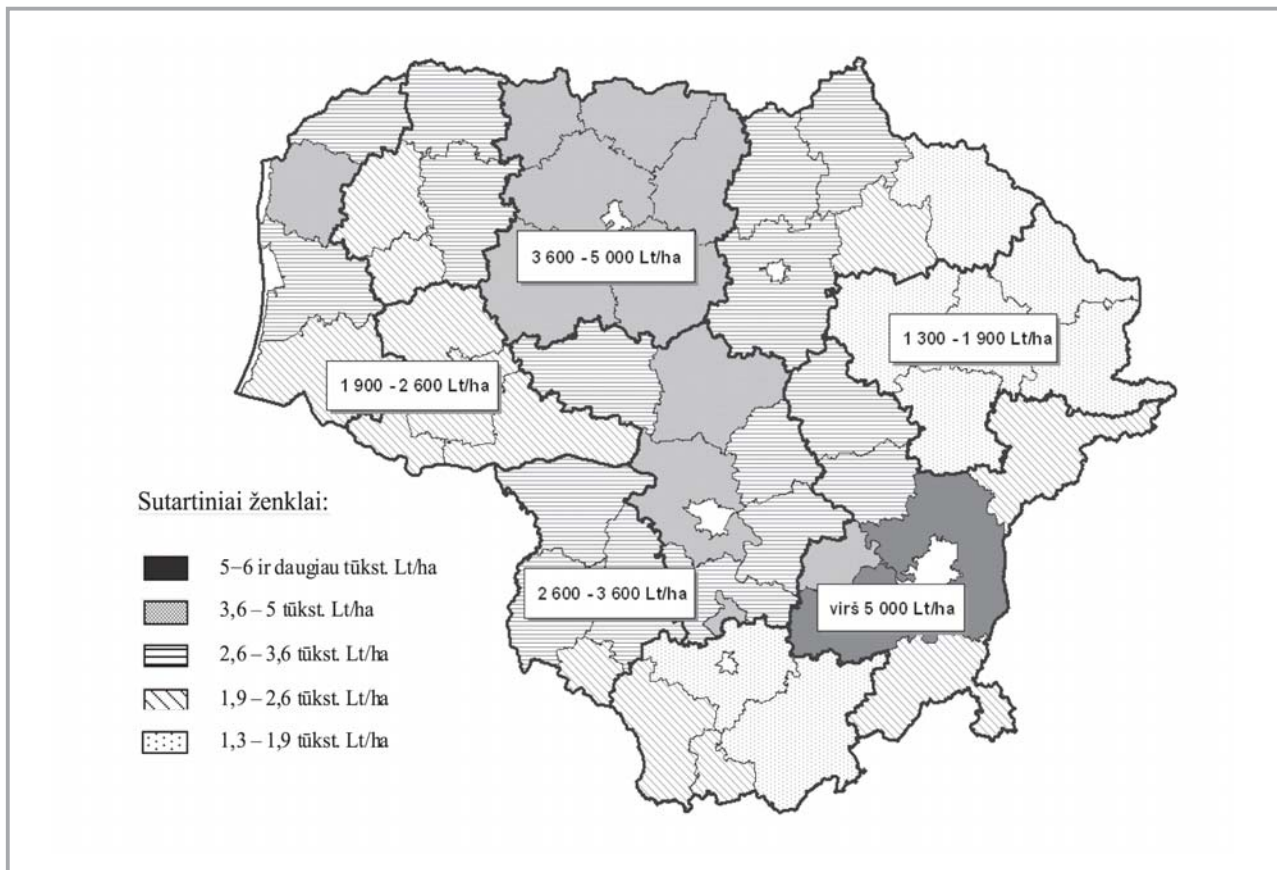 3 600 - 5 000 Lt/ha
1 300 - 1 900 Lt/ha
1 900 - 2 600 Lt/ha
2 600 - 3 600 Lt/ha
virš 5 000 Lt/ha
Sutartiniai ženklai:
5–6 ir daugiau tūkst. Lt/ha
3,6 – 5 tūkst. Lt/ha
2,6 – 3,6 tūkst. Lt/ha
1,9 – 2,6 tūkst. Lt/ha
1,3 – 1,9 tūkst. Lt/ha